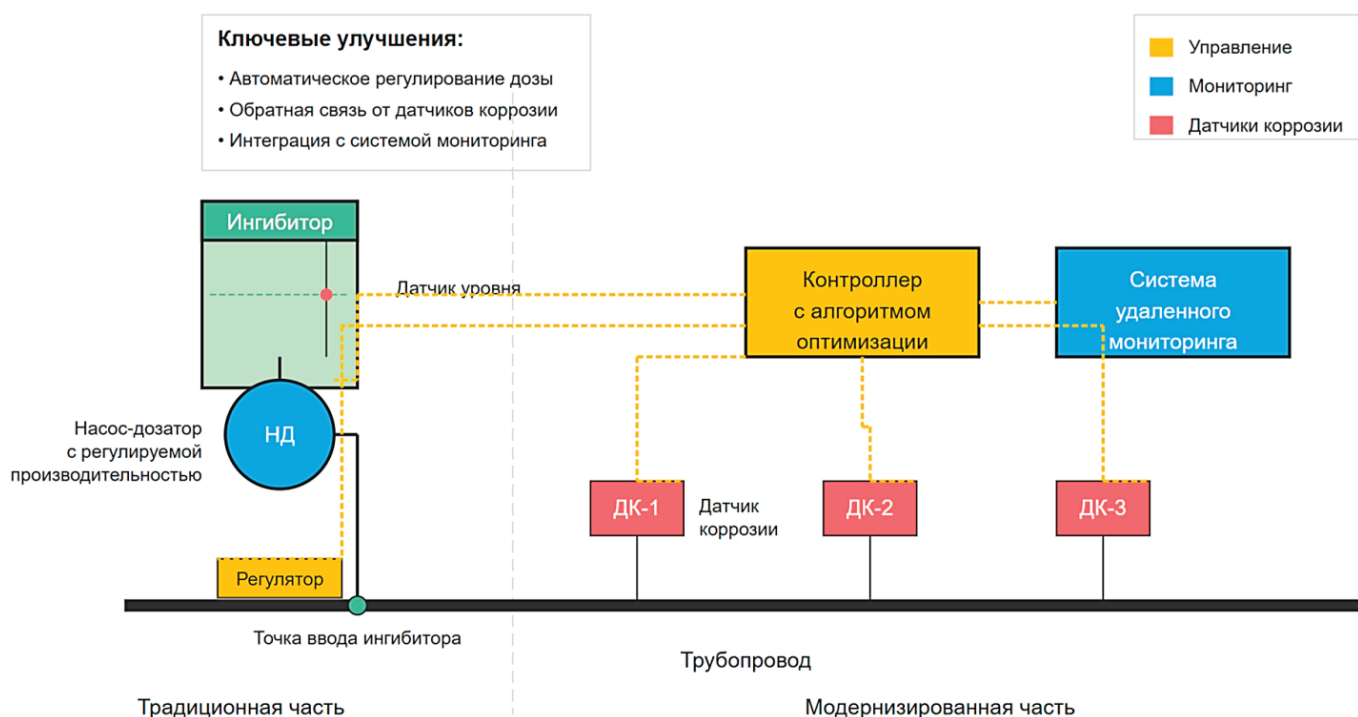 Ключевые улучшения:
• Автоматическое регулирование дозы
• Обратная связь от датчиков коррозии
• Интеграция с системой мониторинга
Управление
Мониторинг
Датчики коррозии
Ингибитор
Датчик уровня
Контроллер
с алгоритмом
оптимизации
Система
удаленного
мониторинга
Насос-дозатор
с регулируемой
производительностью
НД
ДК-1
Датчик
коррозии
ДК-2
ДК-3
Регулятор
Точка ввода ингибитора
Трубопровод
Традиционная часть
Модернизированная часть